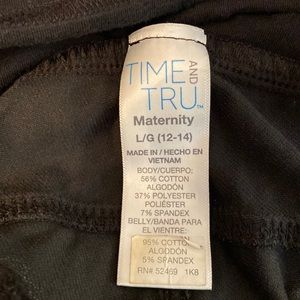 TIME AND
TRU™
Maternity
L/G (12-14)
MADE IN / HECHO EN
VIETNAM
BODY/CUERPO:
56% COTTON
ALGODÓN
37% POLYESTER
POLIÉSTER
7% SPANDEX
BELLY/BANDA PARA
EL VIENTRE:
95% COTTON
ALGODÓN
5% SPANDEX
RN# 52469 1K8